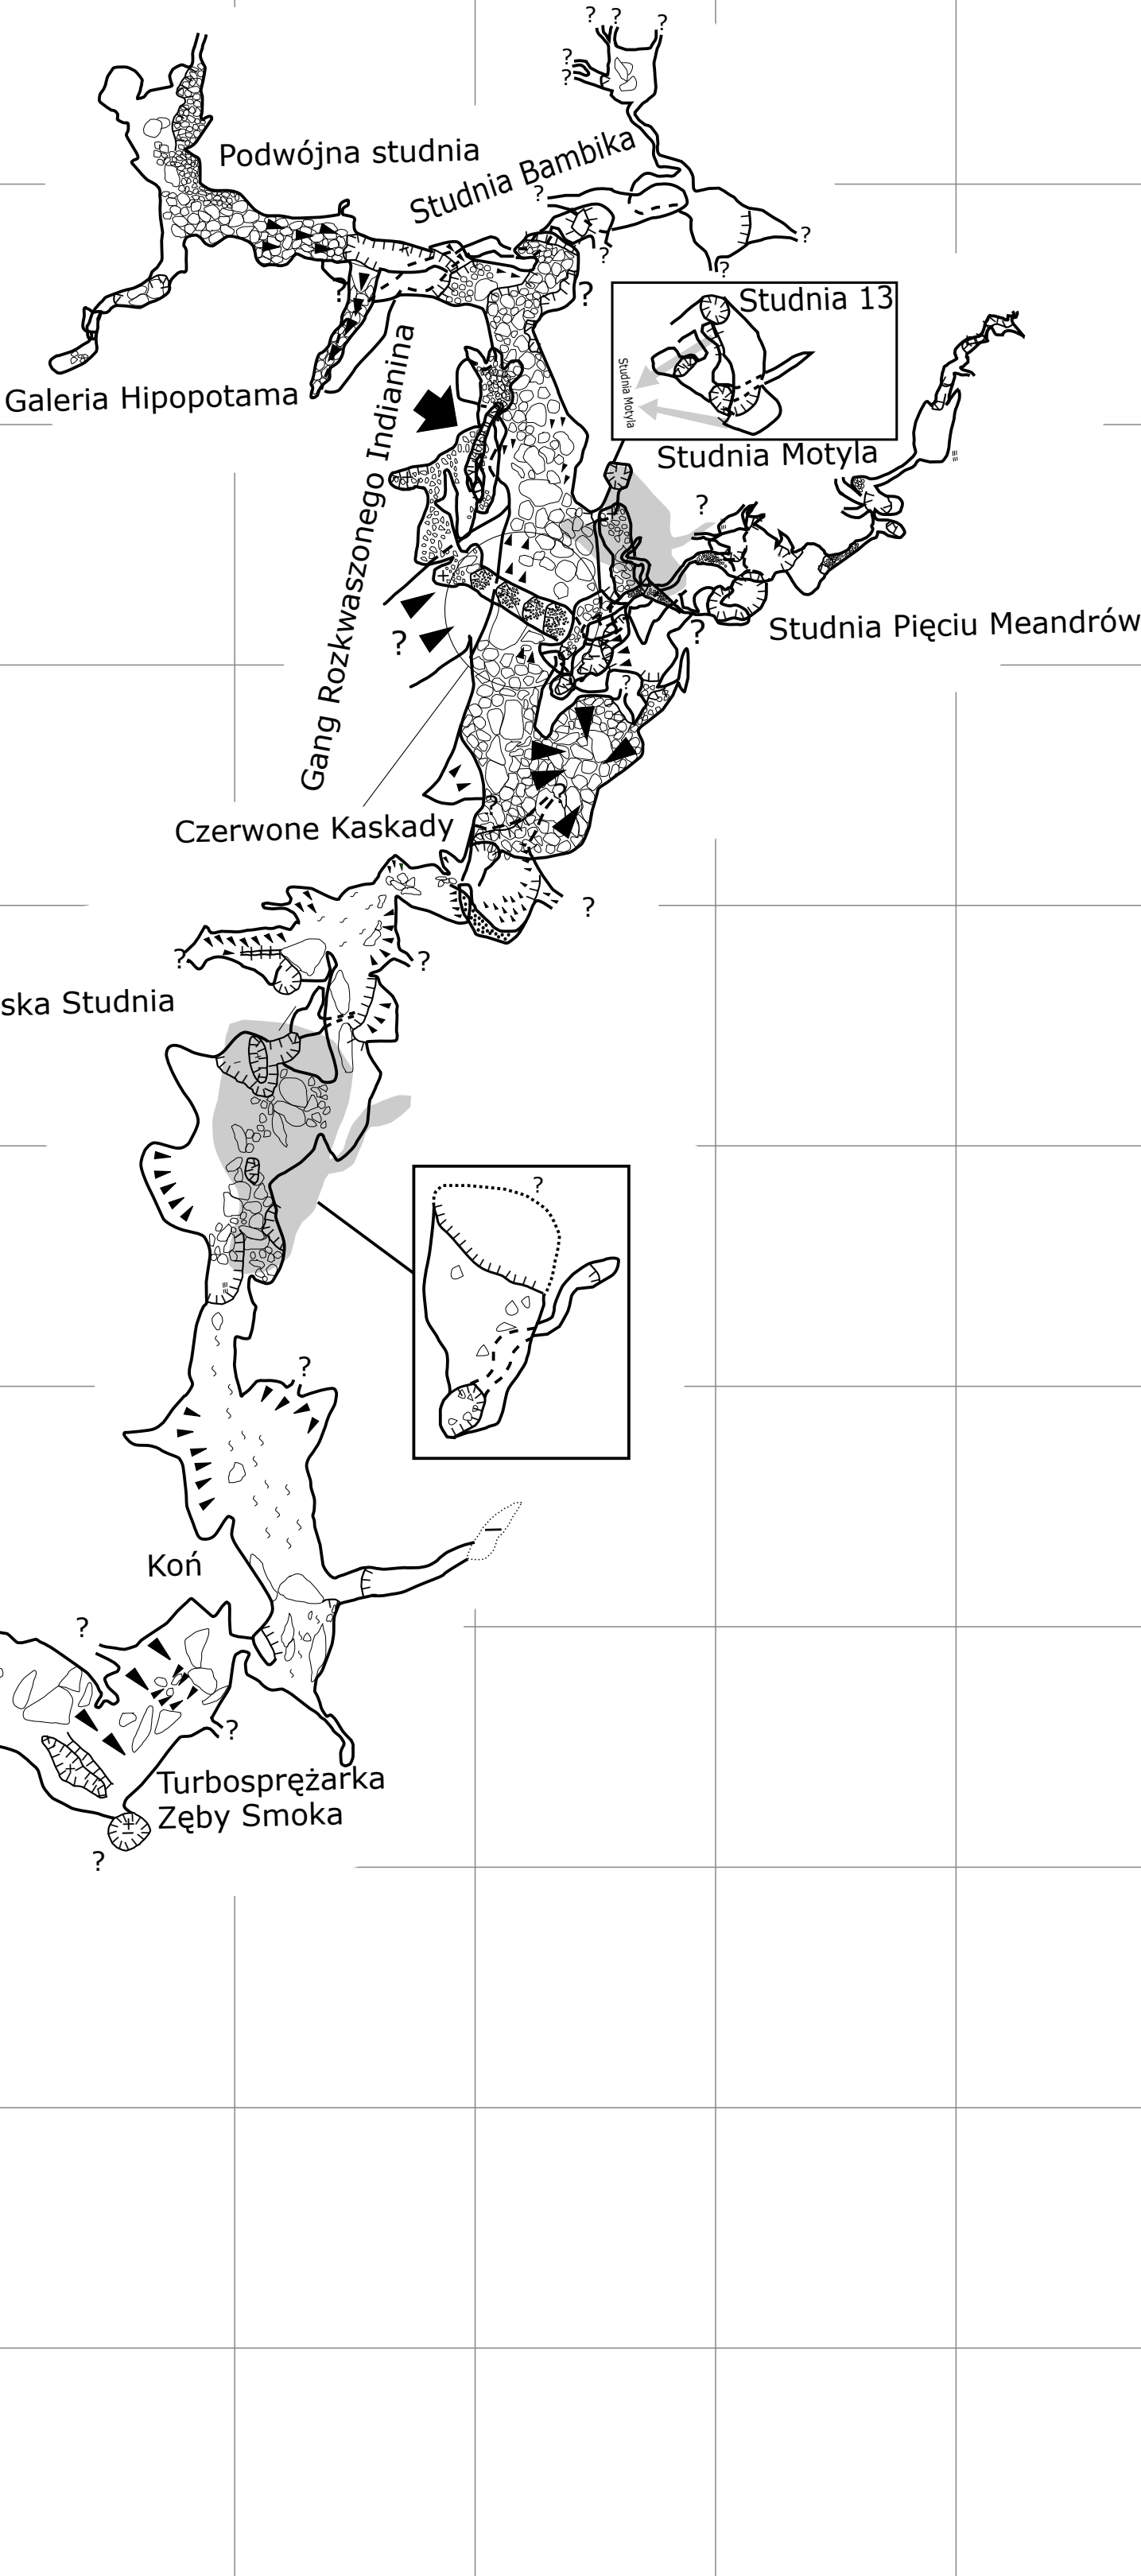 ? ? ?
?
?
Podwójna studnia
Studnia Bambika
?
?
?
?
?
?
Studnia 13
Studnia Motyla
Galeria Hipopotama
Gang Rozkwaszonego Indianina
Studnia Motyla
?
Studnia Pięciu Meandrów
?
?
?
?
?
Czerwone Kaskady
?
?
?
ska Studnia
?
?
Koń
?
?
Turbosprężarka
Zęby Smoka
?